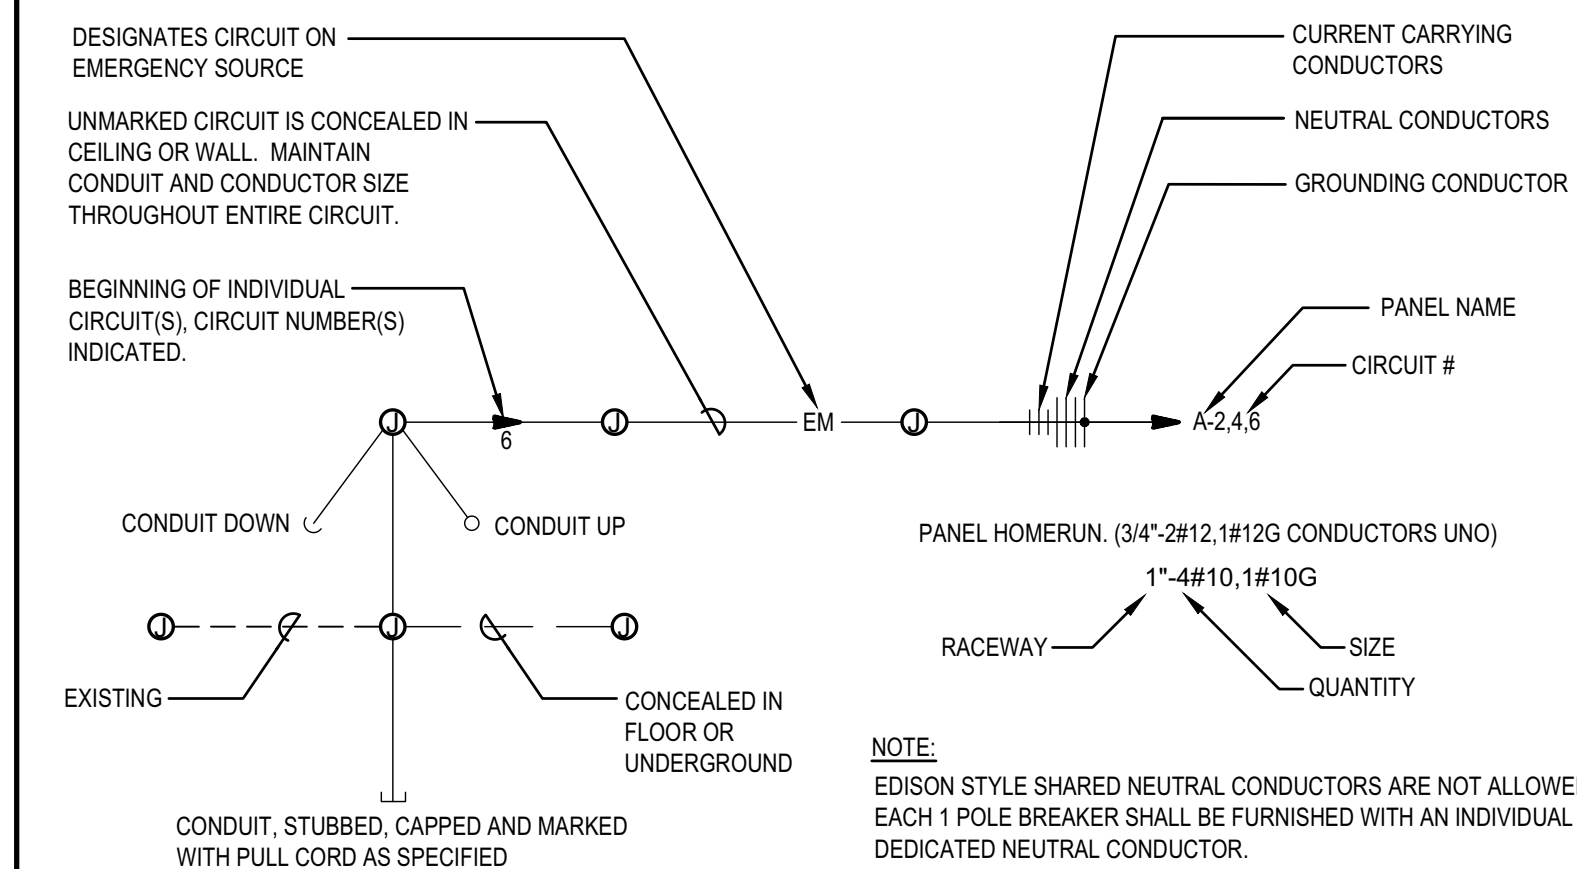 DESIGNATES CIRCUIT ON
EMERGENCY SOURCE
UNMARKED CIRCUIT IS CONCEALED IN
CEILING OR WALL. MAINTAIN
CONDUIT AND CONDUCTOR SIZE
THROUGHOUT ENTIRE CIRCUIT.
BEGINNING OF INDIVIDUAL
CIRCUIT(S), CIRCUIT NUMBER(S)
INDICATED.
CURRENT CARRYING
CONDUCTORS
NEUTRAL CONDUCTORS
GROUNDING CONDUCTOR
PANEL NAME
CIRCUIT #
J
6
J
EM
J
A-2,4,6
CONDUIT DOWN
CONDUIT UP
J
J
J
EXISTING
CONCEALED IN
FLOOR OR
UNDERGROUND
CONDUIT, STUBBED, CAPPED AND MARKED
WITH PULL CORD AS SPECIFIED
PANEL HOMERUN. (3/4"-2#12,1#12G CONDUCTORS UNO)
1"-4#10,1#10G
RACEWAY
SIZE
QUANTITY
NOTE:
EDISON STYLE SHARED NEUTRAL CONDUCTORS ARE NOT ALLOWE
EACH 1 POLE BREAKER SHALL BE FURNISHED WITH AN INDIVIDUAL
DEDICATED NEUTRAL CONDUCTOR.